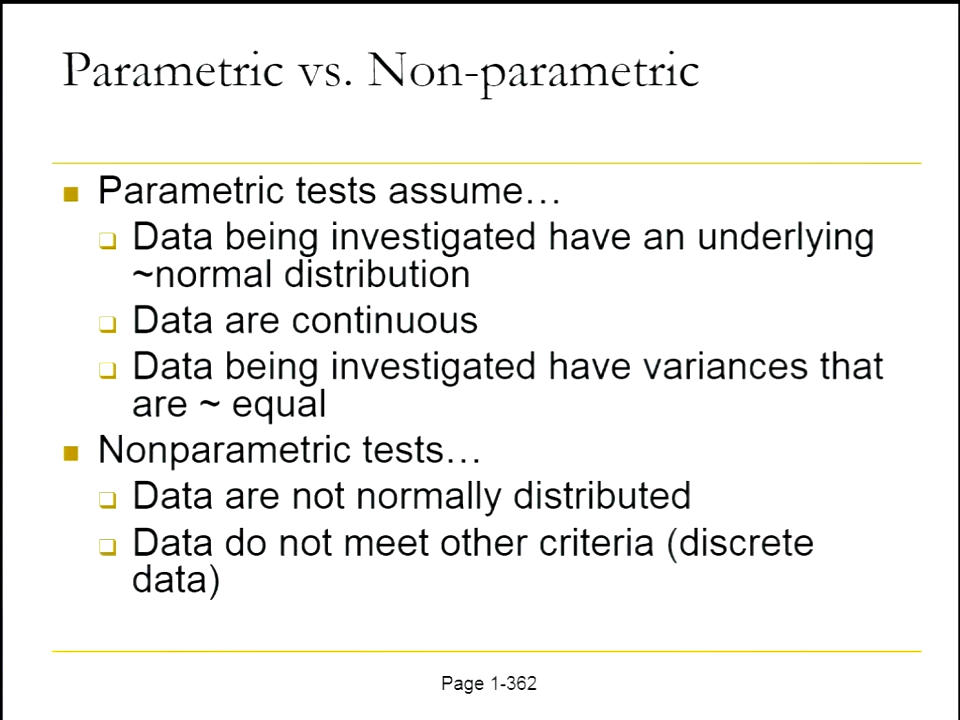 Parametric vs. Non-parametric
Parametric tests assume…
Data being investigated have an underlying
~normal distribution
Data are continuous
Data being investigated have variances that
are ~ equal
Nonparametric tests…
Data are not normally distributed
Data do not meet other criteria (discrete
data)
Page 1-362